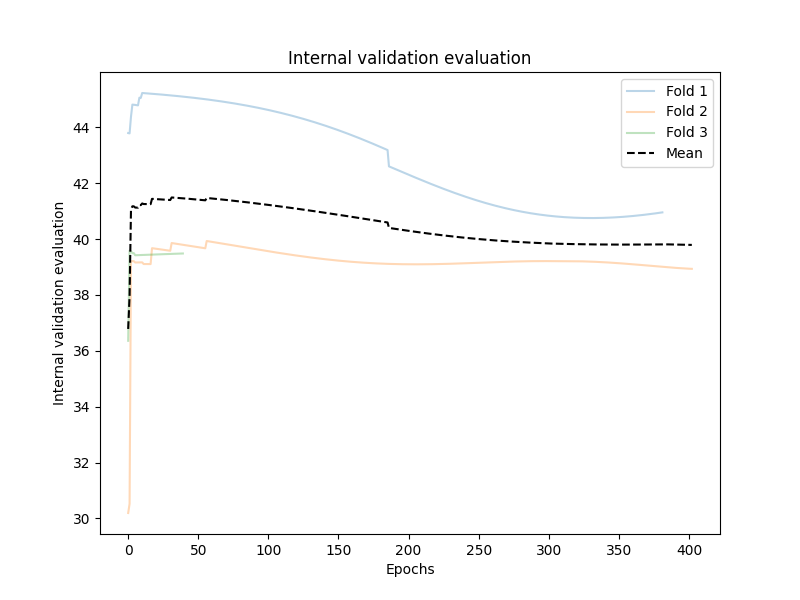 Internal validation evaluation
Fold 1
Fold 2
Fold 3
Mean
44
42
40
38
36
34
32
30
Internal validation evaluation
0 50 100 150 200 250 300 350 400
Epochs